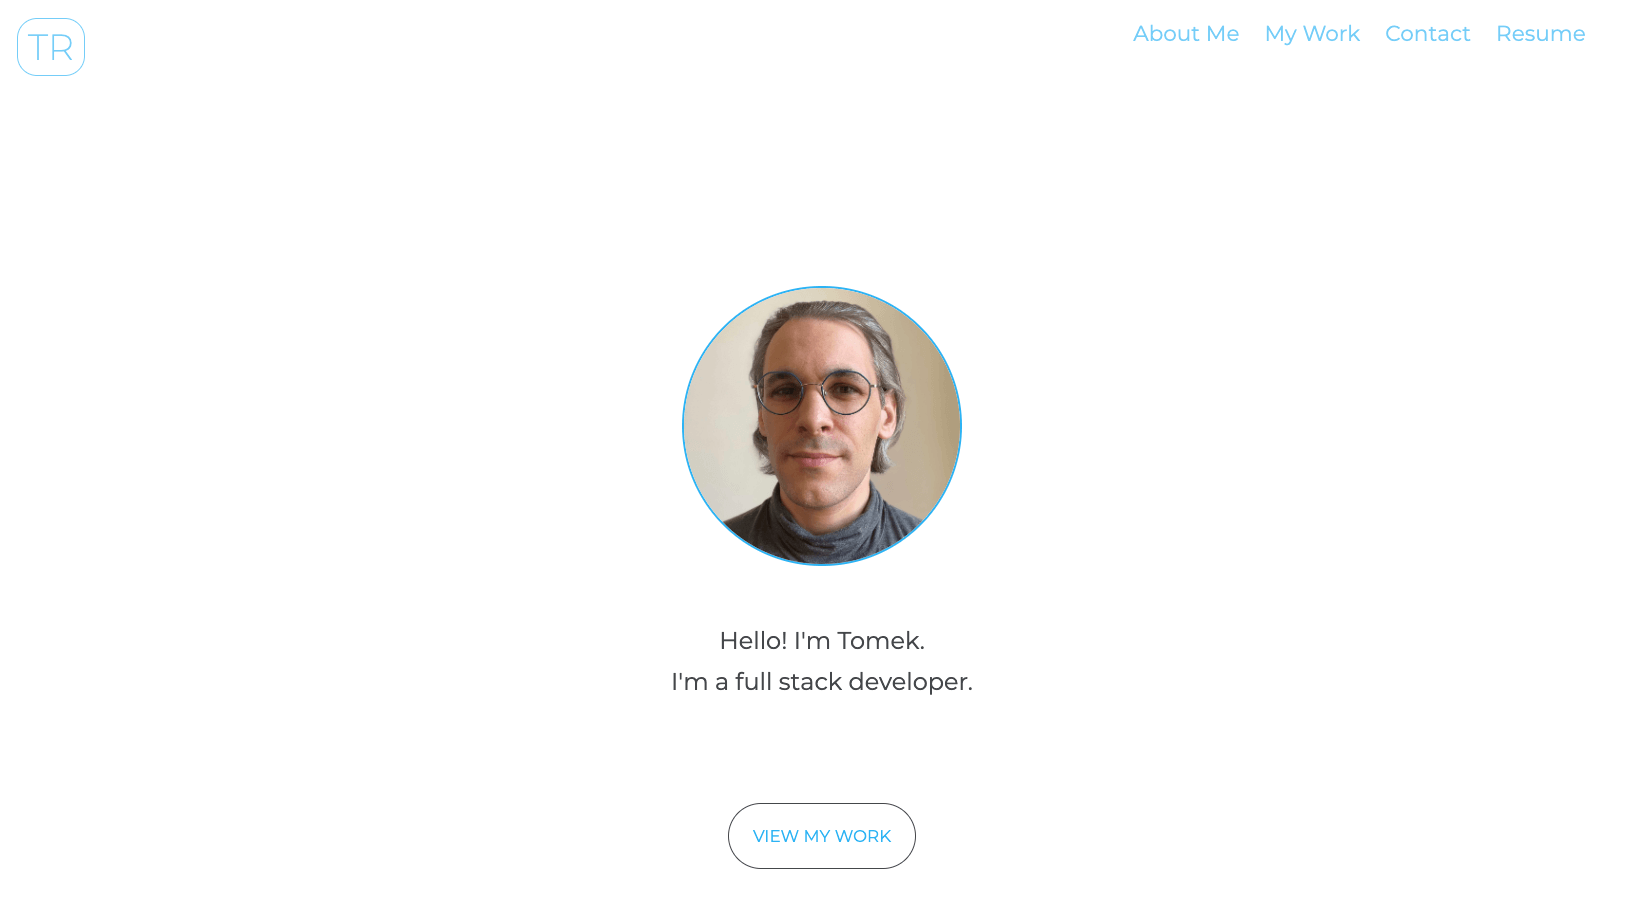 TR
About Me My Work Contact Resume
Hello! I'm Tomek.
I'm a full stack developer.
VIEW MY WORK